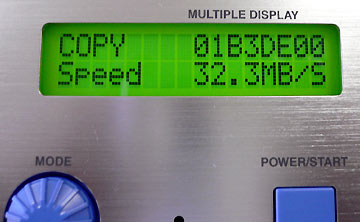 MULTIPLE DISPLAY
COPY 01B3DE00
Speed 32.3MB/S
MODE POWER/START